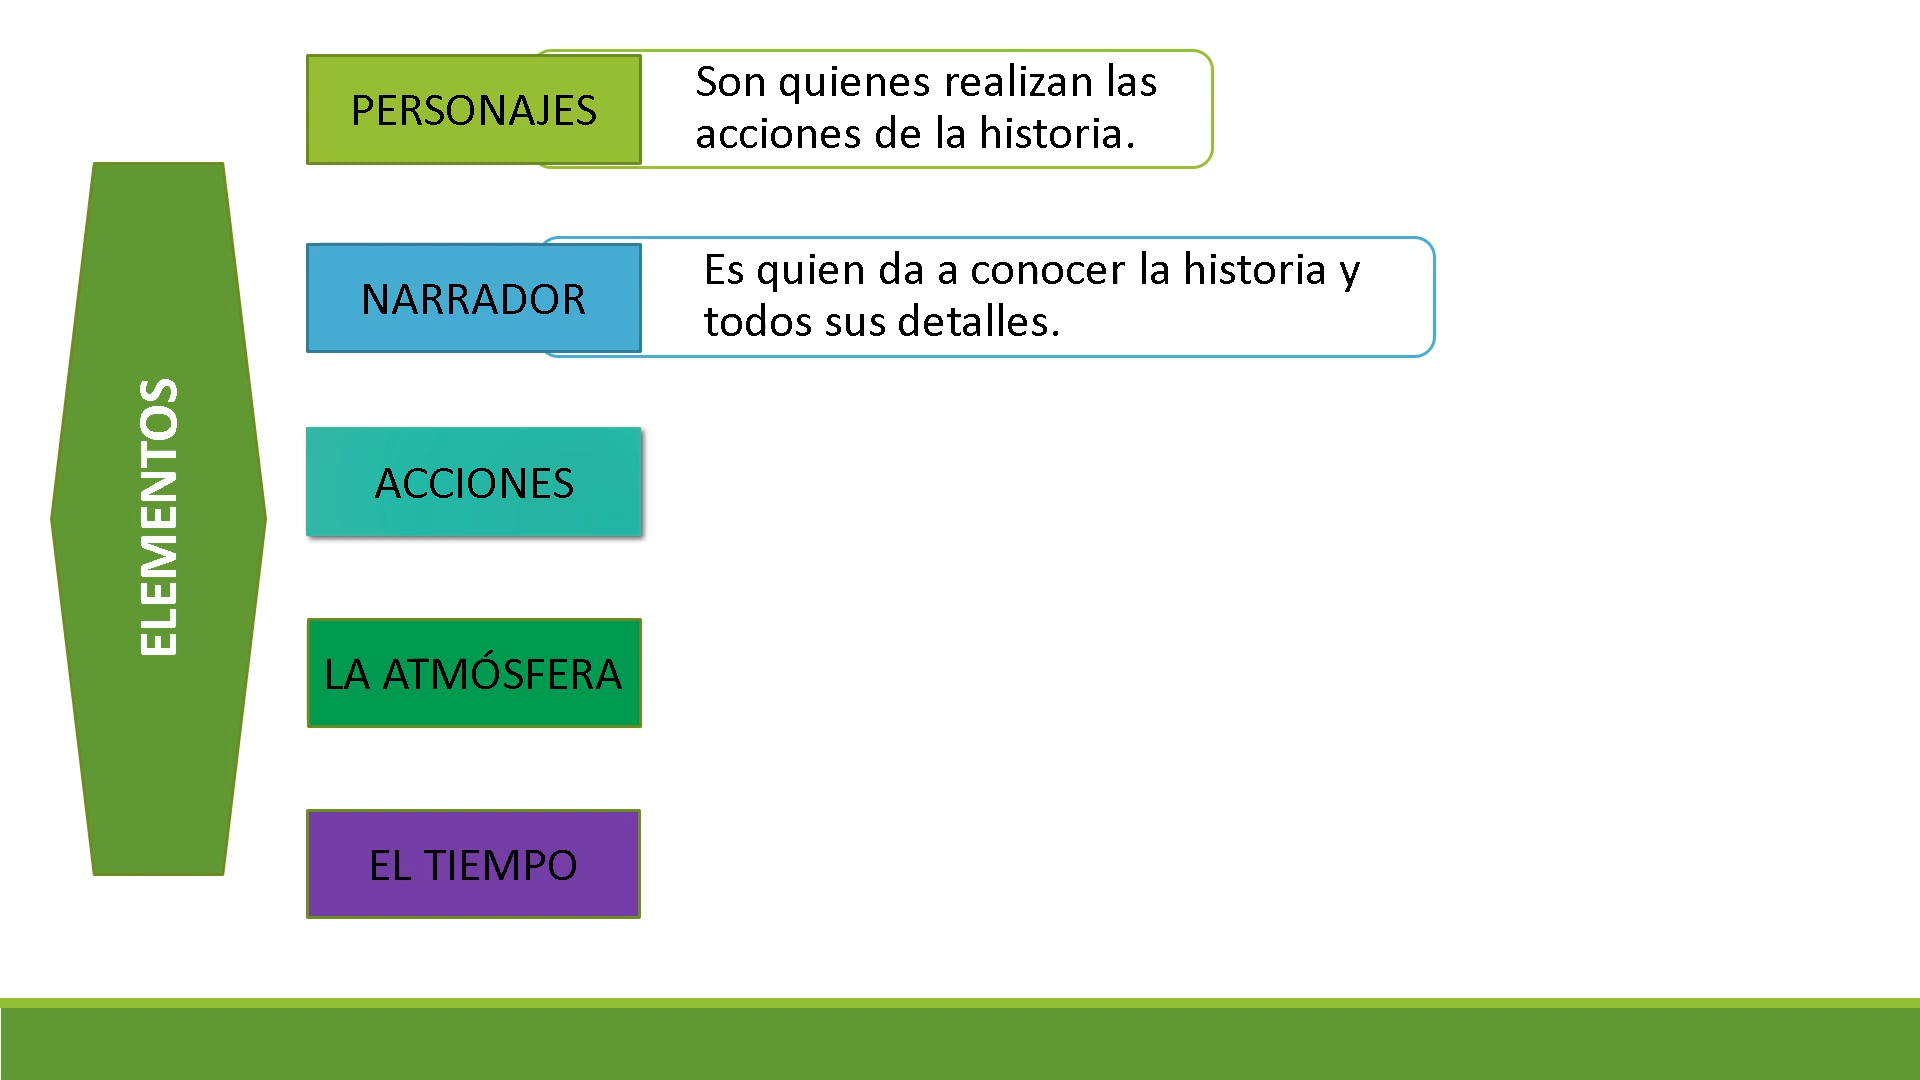 ELEMENTOS
PERSONAJES
Son quienes realizan las
acciones de la historia.
NARRADOR
Es quien da a conocer la historia y
todos sus detalles.
ACCIONES
LA ATMÓSFERA
EL TIEMPO